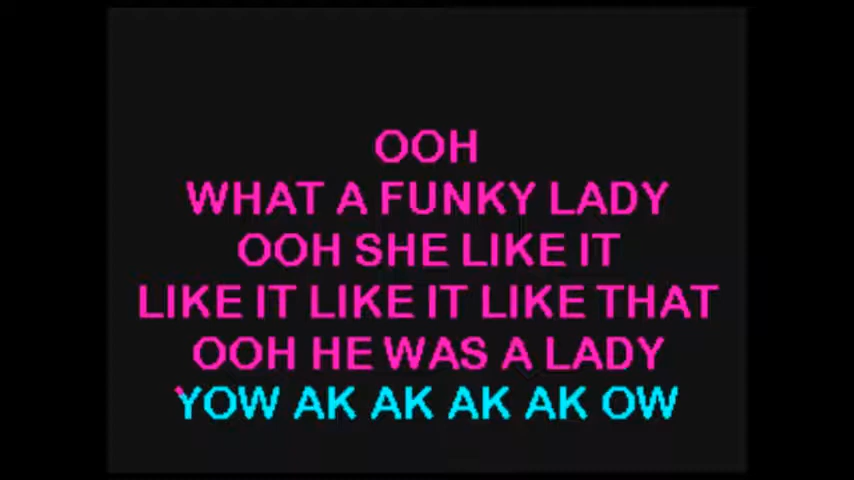 OOH
WHAT A FUNKY LADY
OOH SHE LIKE IT
LIKE IT LIKE IT LIKE THAT
OOH HE WAS A LADY
YOW AK AK AK AK OW